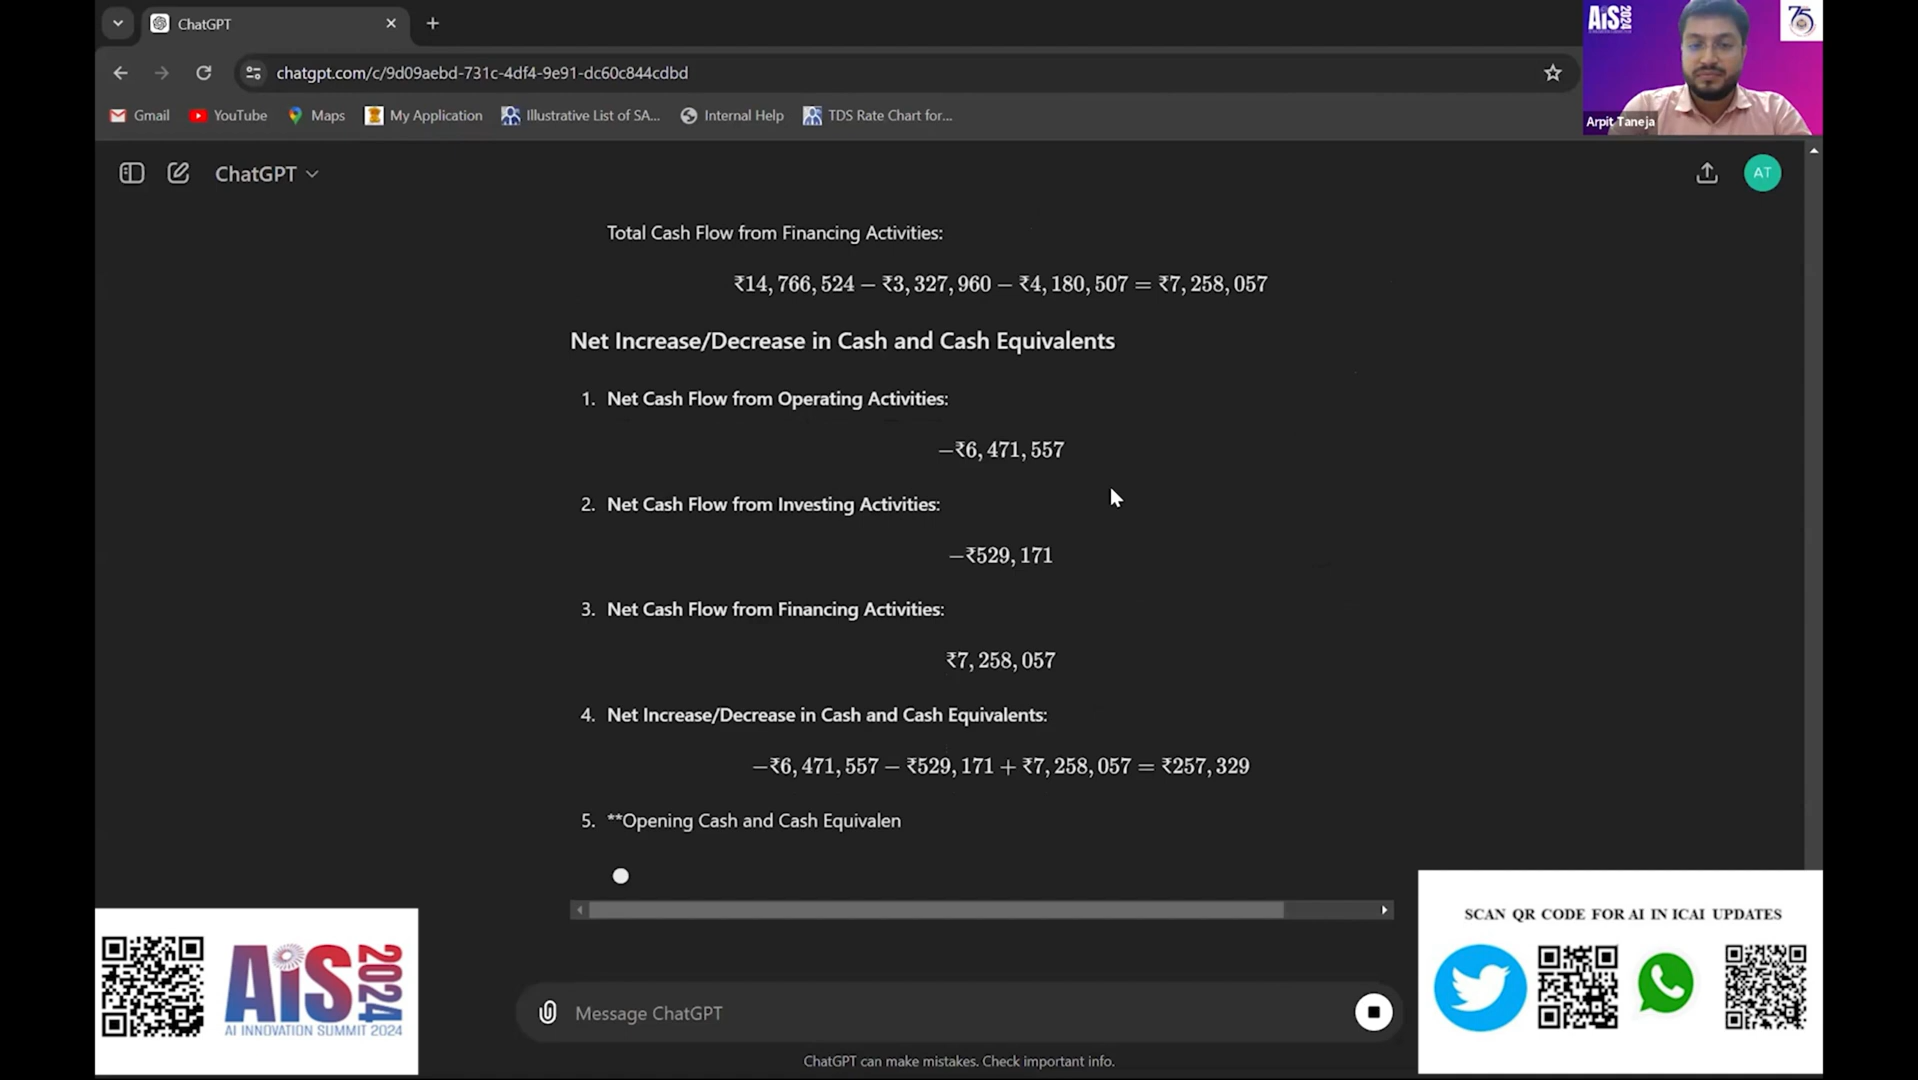 ChatGPT
chatgpt.com/c/9d09aebd-731c-4df4-9e91-dc60c844cdbd
Gmail YouTube Maps My Application Illustrative List of SA... Internal Help TDS Rate Chart for...
AiS 2024
75
Arpit Taneja
ChatGPT
AT
Total Cash Flow from Financing Activities:
₹14,766,524 − ₹3,327,960 − ₹4,180,507 = ₹7,258,057
Net Increase/Decrease in Cash and Cash Equivalents
1. Net Cash Flow from Operating Activities:
−₹6,471,557
2. Net Cash Flow from Investing Activities:
−₹529,171
3. Net Cash Flow from Financing Activities:
₹7,258,057
4. Net Increase/Decrease in Cash and Cash Equivalents:
−₹6,471,557 − ₹529,171 + ₹7,258,057 = ₹257,329
5. **Opening Cash and Cash Equivalen
Message ChatGPT
ChatGPT can make mistakes. Check important info.
AiS 2024
AI INNOVATION SUMMIT 2024
SCAN QR CODE FOR AI IN ICAI UPDATES